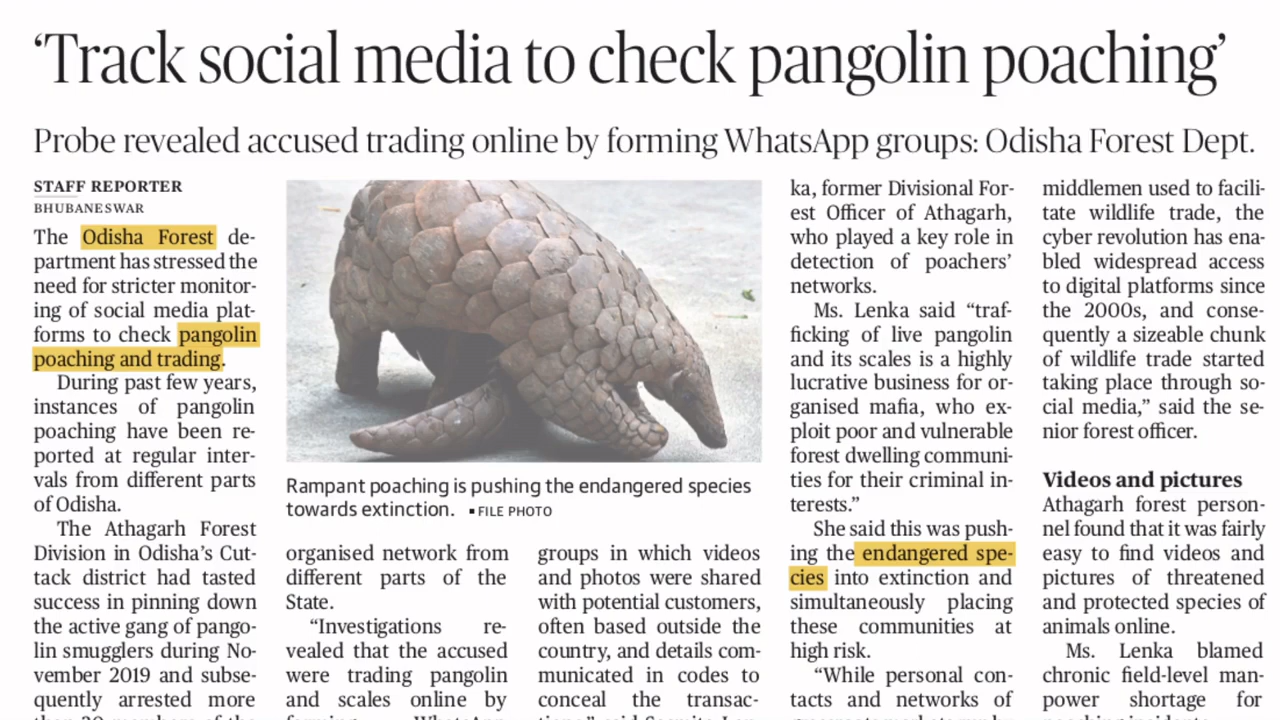 ‘Track social media to check pangolin poaching’
Probe revealed accused trading online by forming WhatsApp groups: Odisha Forest Dept.
STAFF REPORTER
BHUBANESWAR
The Odisha Forest de-
partment has stressed the
need for stricter monitor-
ing of social media plat-
forms to check pangolin
poaching and trading.
During past few years,
instances of pangolin
poaching have been re-
ported at regular inter-
vals from different parts
of Odisha.
The Athagarh Forest
Division in Odisha’s Cut-
tack district had tasted
success in pinning down
the active gang of pango-
lin smugglers during No-
vember 2019 and subse-
quently arrested more
Rampant poaching is pushing the endangered species
towards extinction. ▪ FILE PHOTO
organised network from
different parts of the
State.
“Investigations re-
vealed that the accused
were trading pangolin
and scales online by
groups in which videos
and photos were shared
with potential customers,
often based outside the
country, and details com-
municated in codes to
conceal the transac-
ka, former Divisional For-
est Officer of Athagarh,
who played a key role in
detection of poachers’
networks.
Ms. Lenka said “traf-
ficking of live pangolin
and its scales is a highly
lucrative business for or-
ganised mafia, who ex-
ploit poor and vulnerable
forest dwelling communi-
ties for their criminal in-
terests.”
She said this was push-
ing the endangered spe-
cies into extinction and
simultaneously placing
these communities at
high risk.
“While personal con-
tacts and networks of
middlemen used to facili-
tate wildlife trade, the
cyber revolution has ena-
bled widespread access
to digital platforms since
the 2000s, and conse-
quently a sizeable chunk
of wildlife trade started
taking place through so-
cial media,” said the se-
nior forest officer.
Videos and pictures
Athagarh forest person-
nel found that it was fairly
easy to find videos and
pictures of threatened
and protected species of
animals online.
Ms. Lenka blamed
chronic field-level man-
power shortage for